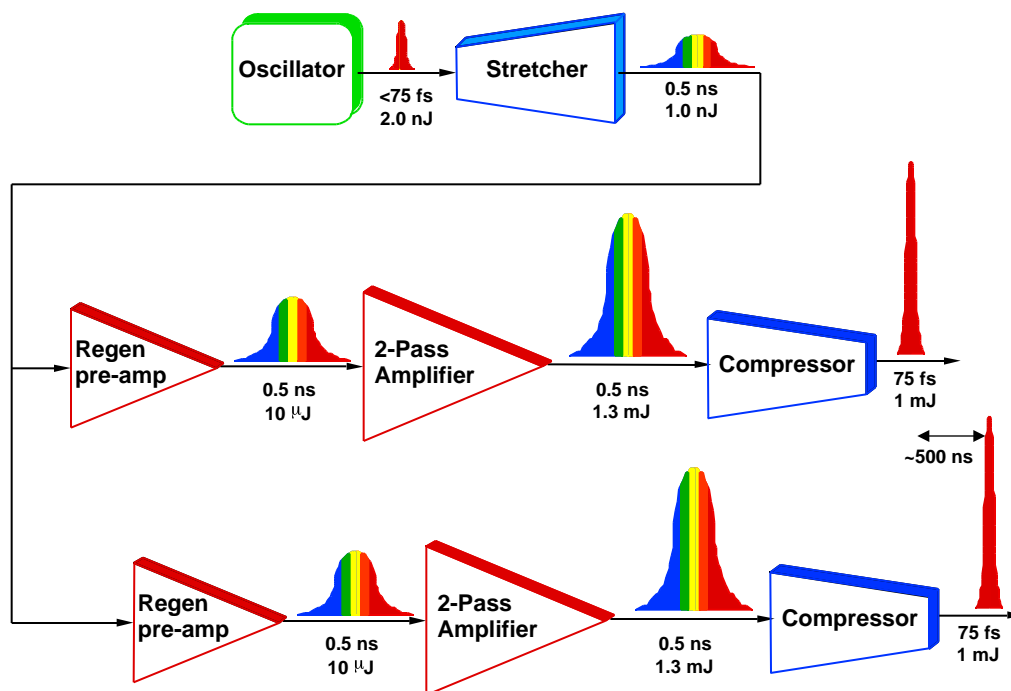 Oscillator
<75 fs
2.0 nJ
Stretcher
0.5 ns
1.0 nJ
Regen
pre-amp
0.5 ns
10 μJ
2-Pass
Amplifier
0.5 ns
1.3 mJ
Compressor
75 fs
1 mJ
~500 ns
Regen
pre-amp
0.5 ns
10 μJ
2-Pass
Amplifier
0.5 ns
1.3 mJ
Compressor
75 fs
1 mJ